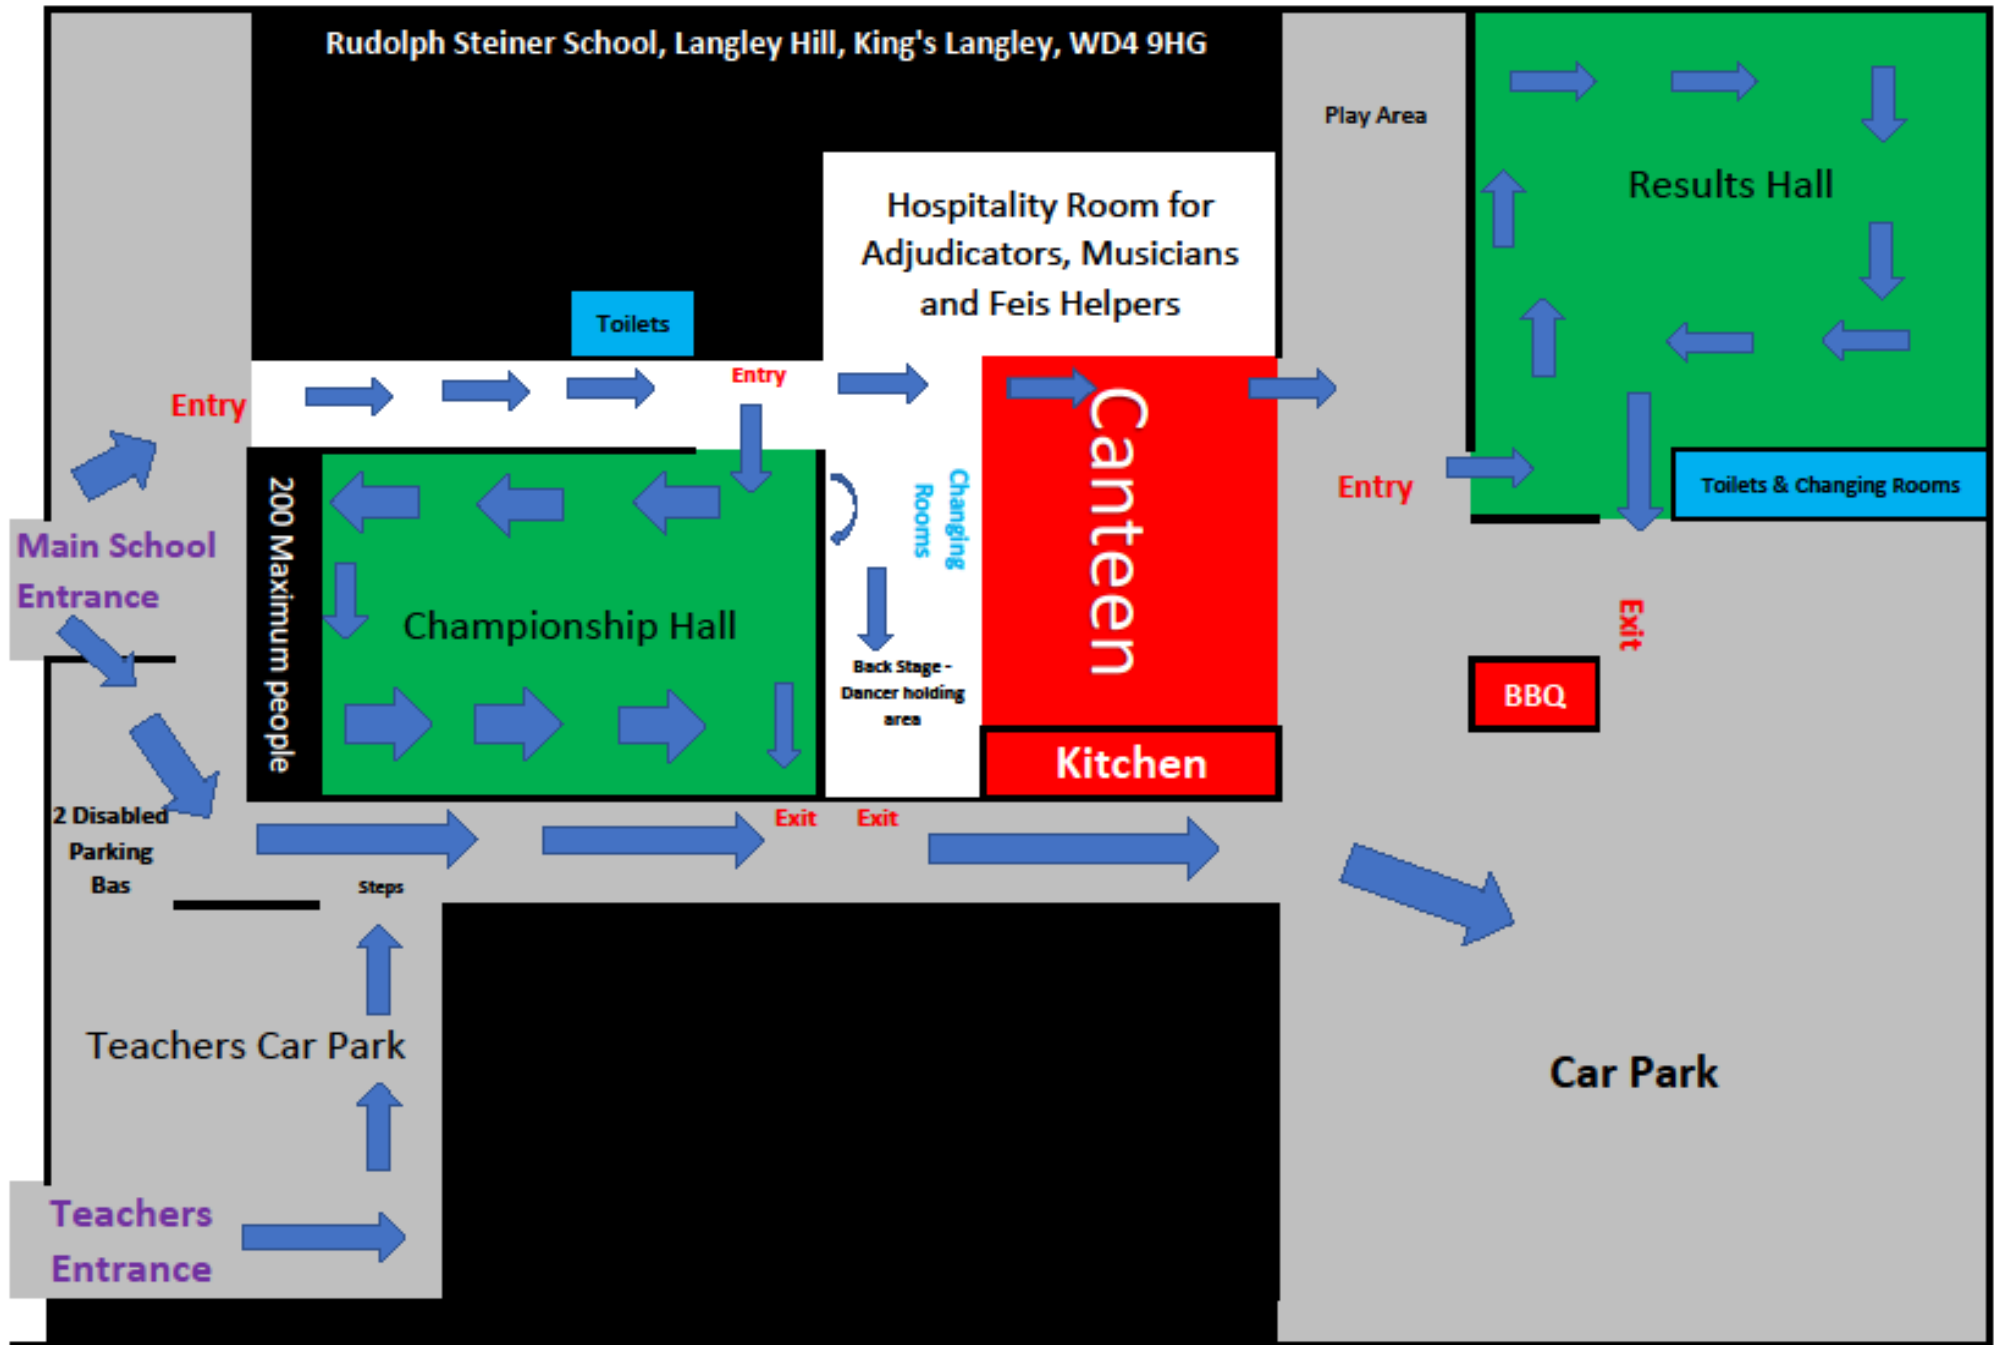 Rudolph Steiner School, Langley Hill, King's Langley, WD4 9HG
Play Area
Results Hall
Hospitality Room for
Adjudicators, Musicians
and Feis Helpers
Toilets
Entry
Entry
Canteen
Changing
Rooms
Entry
Toilets & Changing Rooms
Main School
Entrance
200 Maximum people
Championship Hall
Back Stage -
Dancer holding
area
Exit
BBQ
Kitchen
2 Disabled
Parking
Bas
Exit
Exit
Steps
Teachers Car Park
Car Park
Teachers
Entrance